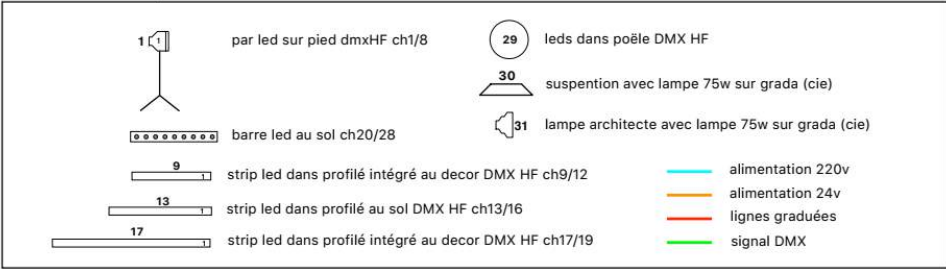 1 1 par led sur pied dmxHF ch1/8
barre led au sol ch20/28
9 1 strip led dans profilé intégré au decor DMX HF ch9/12
13 1 strip led dans profilé au sol DMX HF ch13/16
17 1 strip led dans profilé intégré au decor DMX HF ch17/19
29 leds dans poële DMX HF
30 suspention avec lampe 75w sur grada (cie)
31 lampe architecte avec lampe 75w sur grada (cie)
alimentation 220v
alimentation 24v
lignes graduées
signal DMX